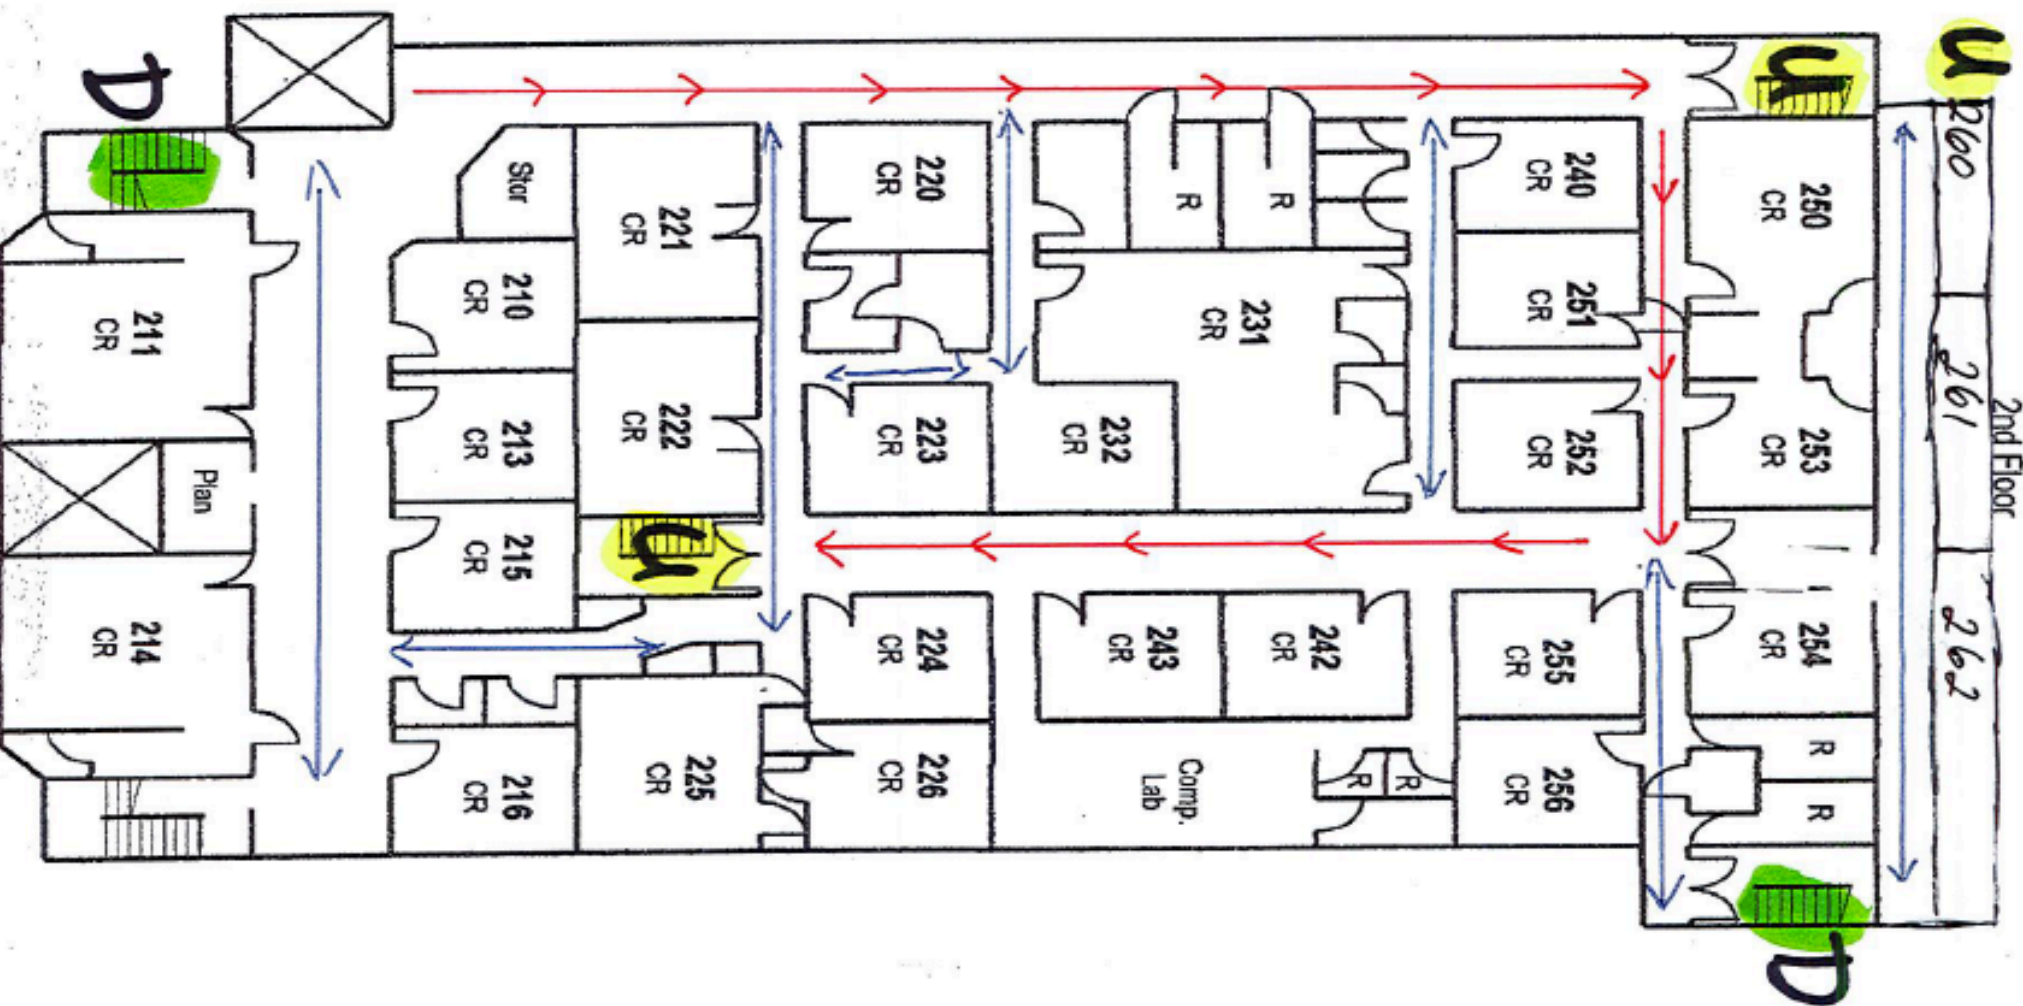 2nd Floor
U
260
261
262
U
250
CR
253
CR
254
CR
R
R
D
240
CR
251
CR
252
CR
255
CR
256
CR
R
R
231
CR
232
CR
242
CR
243
CR
R
R
Comp.
Lab
220
CR
223
CR
224
CR
226
CR
221
CR
222
CR
U
225
CR
Stor
210
CR
213
CR
215
CR
216
CR
D
211
CR
Plan
214
CR